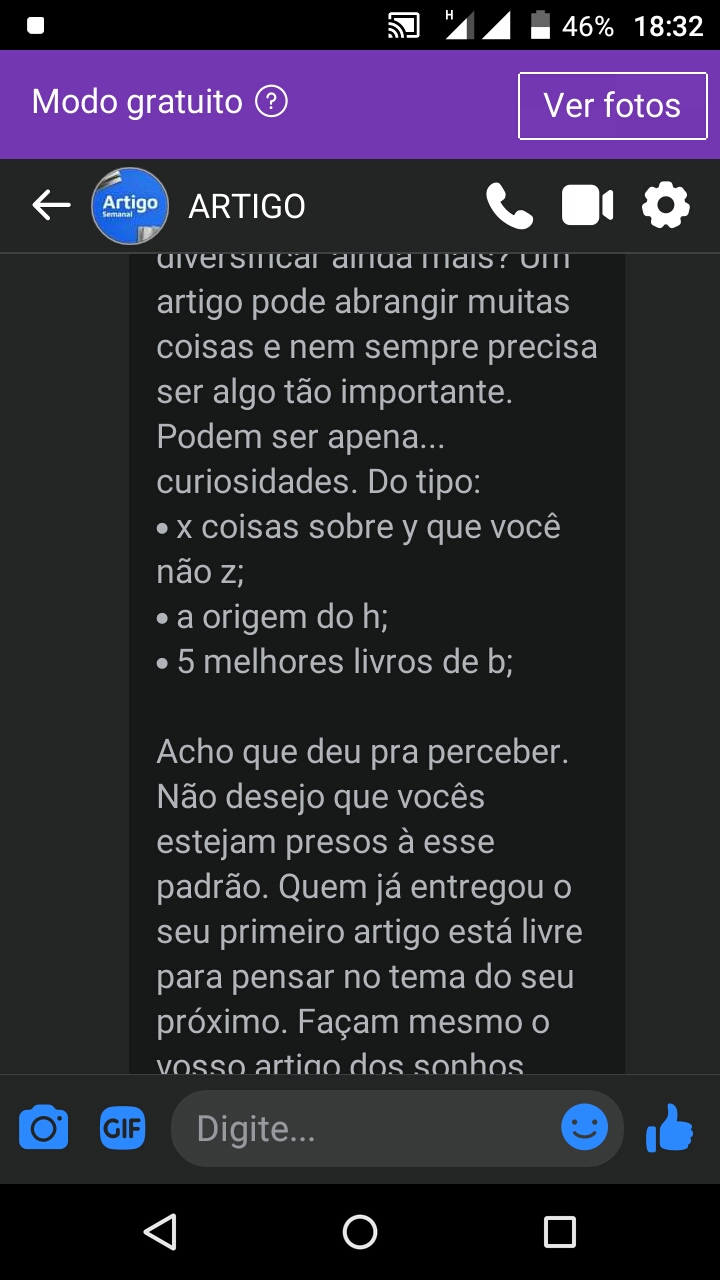 H
46% 18:32
Modo gratuito ?
Ver fotos
Artigo
Semanal
ARTIGO
diversificar ainda mais? Um
artigo pode abrangir muitas
coisas e nem sempre precisa
ser algo tão importante.
Podem ser apena...
curiosidades. Do tipo:
• x coisas sobre y que você
não z;
• a origem do h;
• 5 melhores livros de b;
Acho que deu pra perceber.
Não desejo que vocês
estejam presos à esse
padrão. Quem já entregou o
seu primeiro artigo está livre
para pensar no tema do seu
próximo. Façam mesmo o
vosso artigo dos sonhos
GIF
Digite...